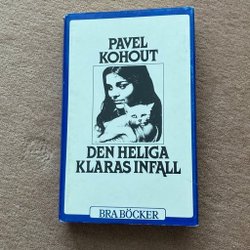 PAVEL
KOHOUT
DEN HELIGA
KLARAS INFALL
BRA BÖCKER